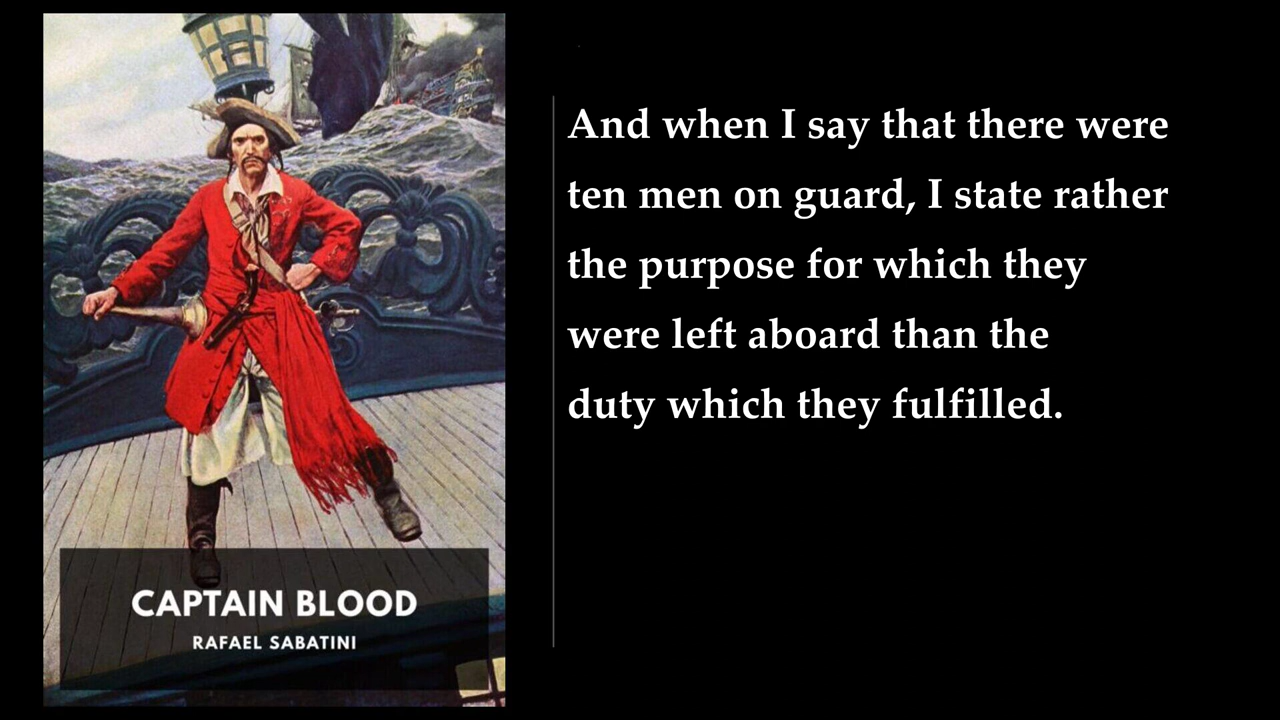 And when I say that there were
ten men on guard, I state rather
the purpose for which they
were left aboard than the
duty which they fulfilled.
CAPTAIN BLOOD
RAFAEL SABATINI